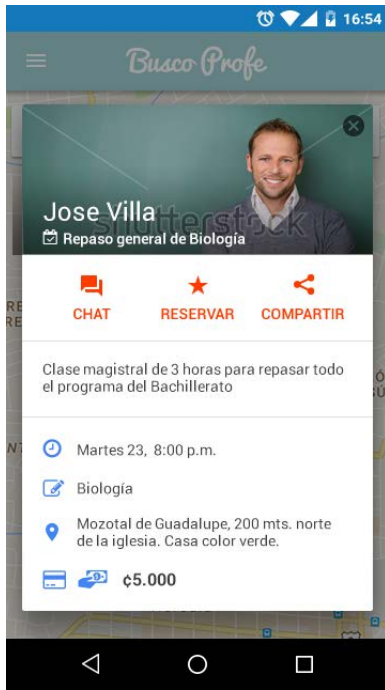 16:54
Busco Profe
Jose Villa
shutterstock
Repaso general de Biología
CHAT RESERVAR COMPARTIR
Clase magistral de 3 horas para repasar todo
el programa del Bachillerato
Martes 23, 8:00 p.m.
Biología
Mozotal de Guadalupe, 200 mts. norte
de la iglesia. Casa color verde.
¢5.000